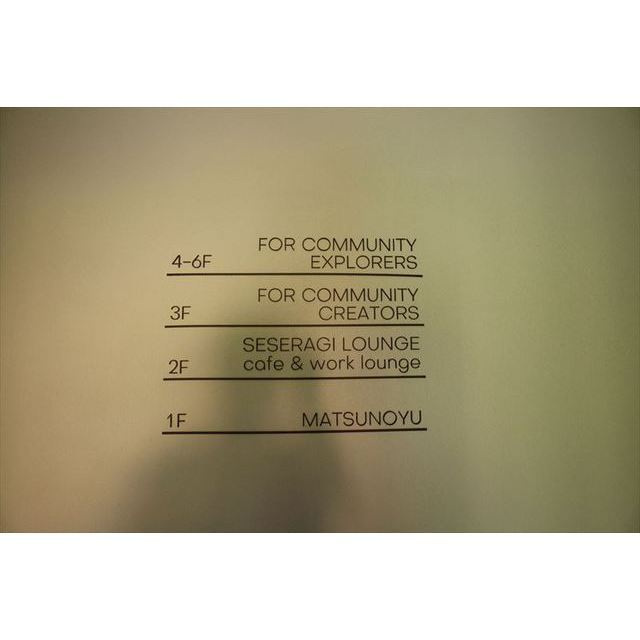 FOR COMMUNITY
4-6F EXPLORERS
FOR COMMUNITY
3F CREATORS
SESERAGI LOUNGE
2F cafe & work lounge
1F MATSUNOYU